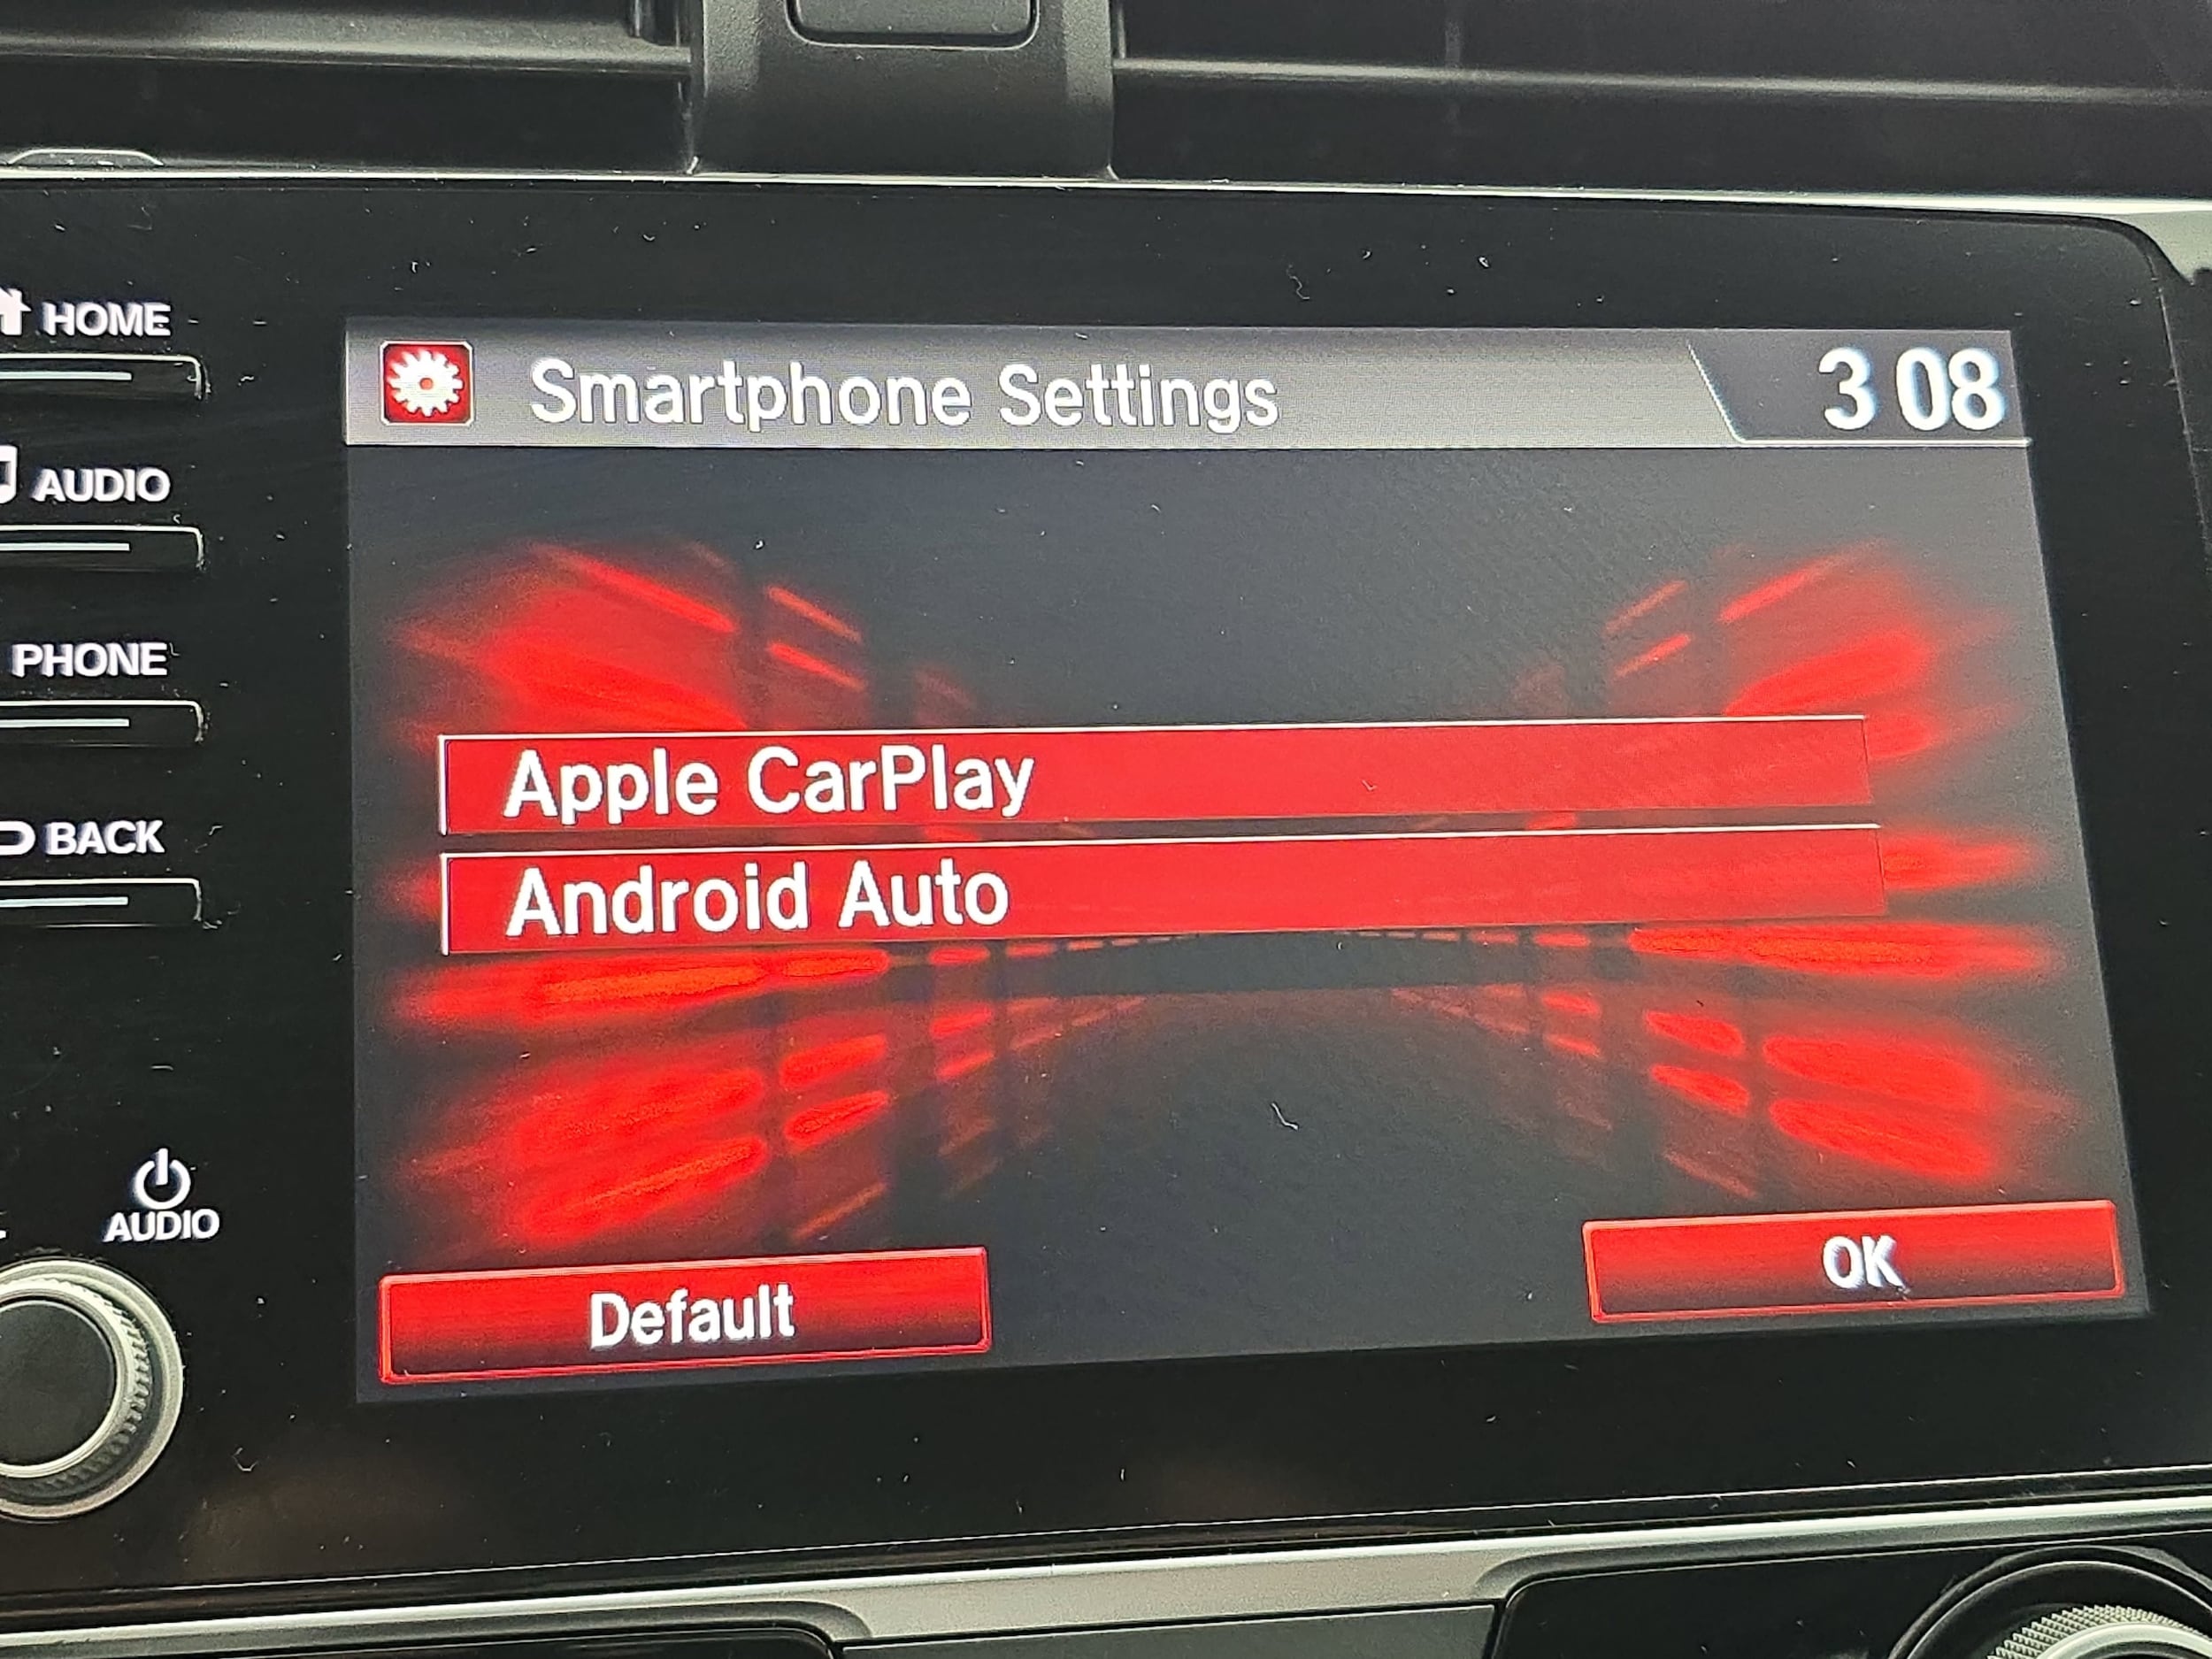 Smartphone Settings
3 08
HOME
AUDIO
PHONE
BACK
Apple CarPlay
Android Auto
AUDIO
Default
OK